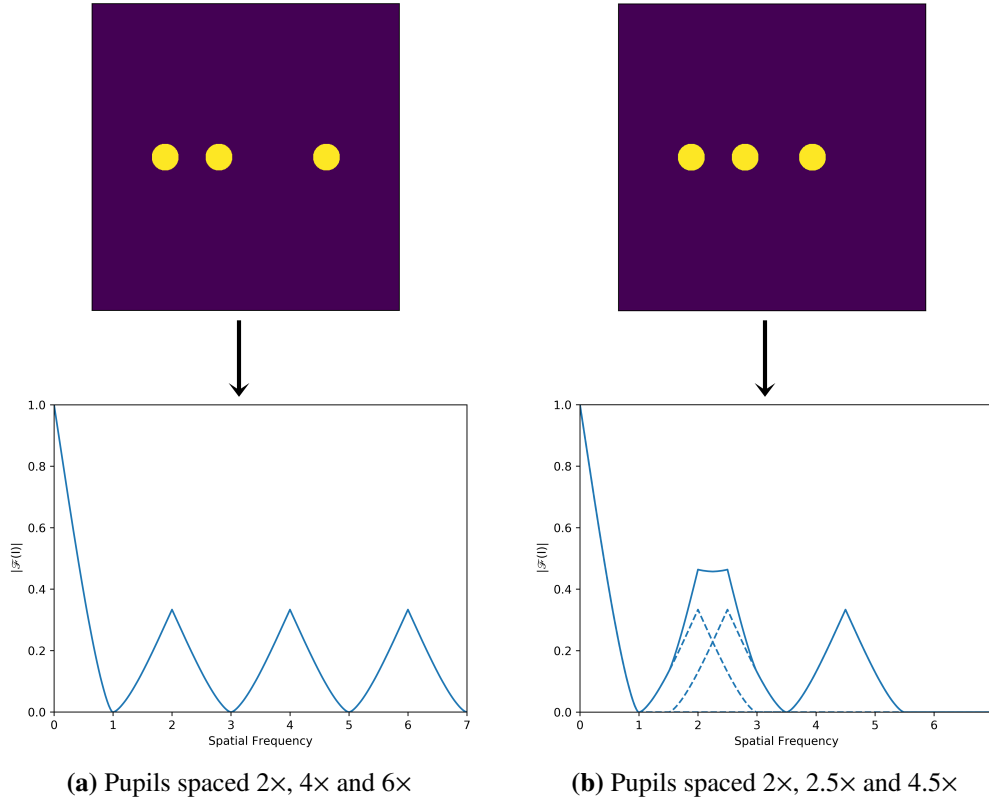 1.0
0.8
0.6
0.4
0.2
0.0
|ℱ(I)|
0 1 2 3 4 5 6 7
Spatial Frequency
(a) Pupils spaced 2×, 4× and 6×
1.0
0.8
0.6
0.4
0.2
0.0
|ℱ(I)|
0 1 2 3 4 5 6
Spatial Frequency
(b) Pupils spaced 2×, 2.5× and 4.5×